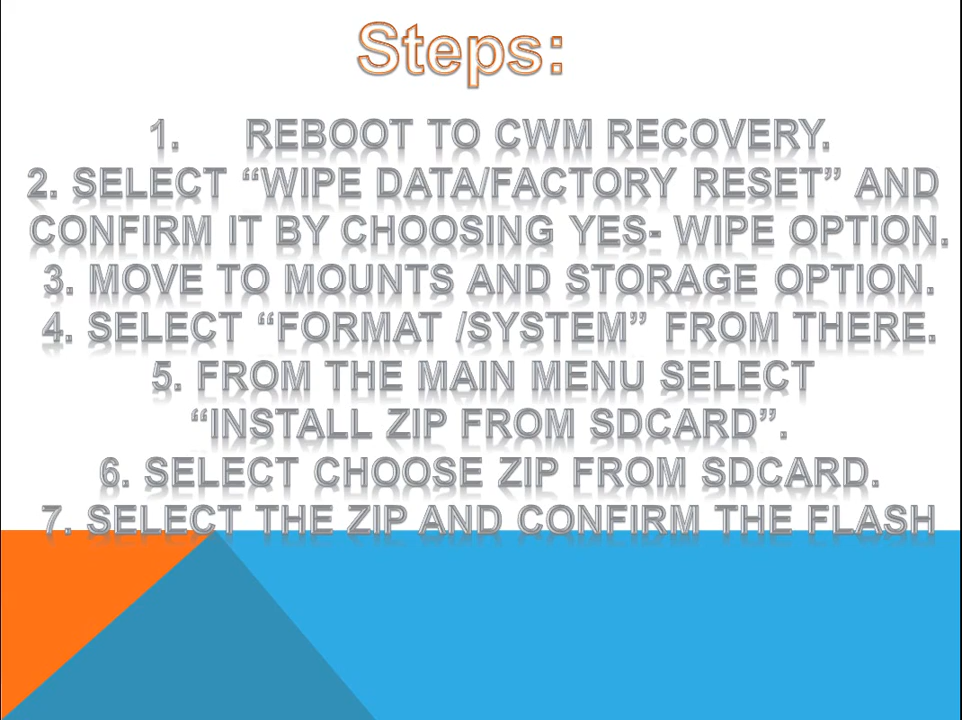 Steps:
1. REBOOT TO CWM RECOVERY.
2. SELECT “WIPE DATA/FACTORY RESET” AND
CONFIRM IT BY CHOOSING YES- WIPE OPTION.
3. MOVE TO MOUNTS AND STORAGE OPTION.
4. SELECT “FORMAT /SYSTEM” FROM THERE.
5. FROM THE MAIN MENU SELECT
“INSTALL ZIP FROM SDCARD”.
6. SELECT CHOOSE ZIP FROM SDCARD.
7. SELECT THE ZIP AND CONFIRM THE FLASH